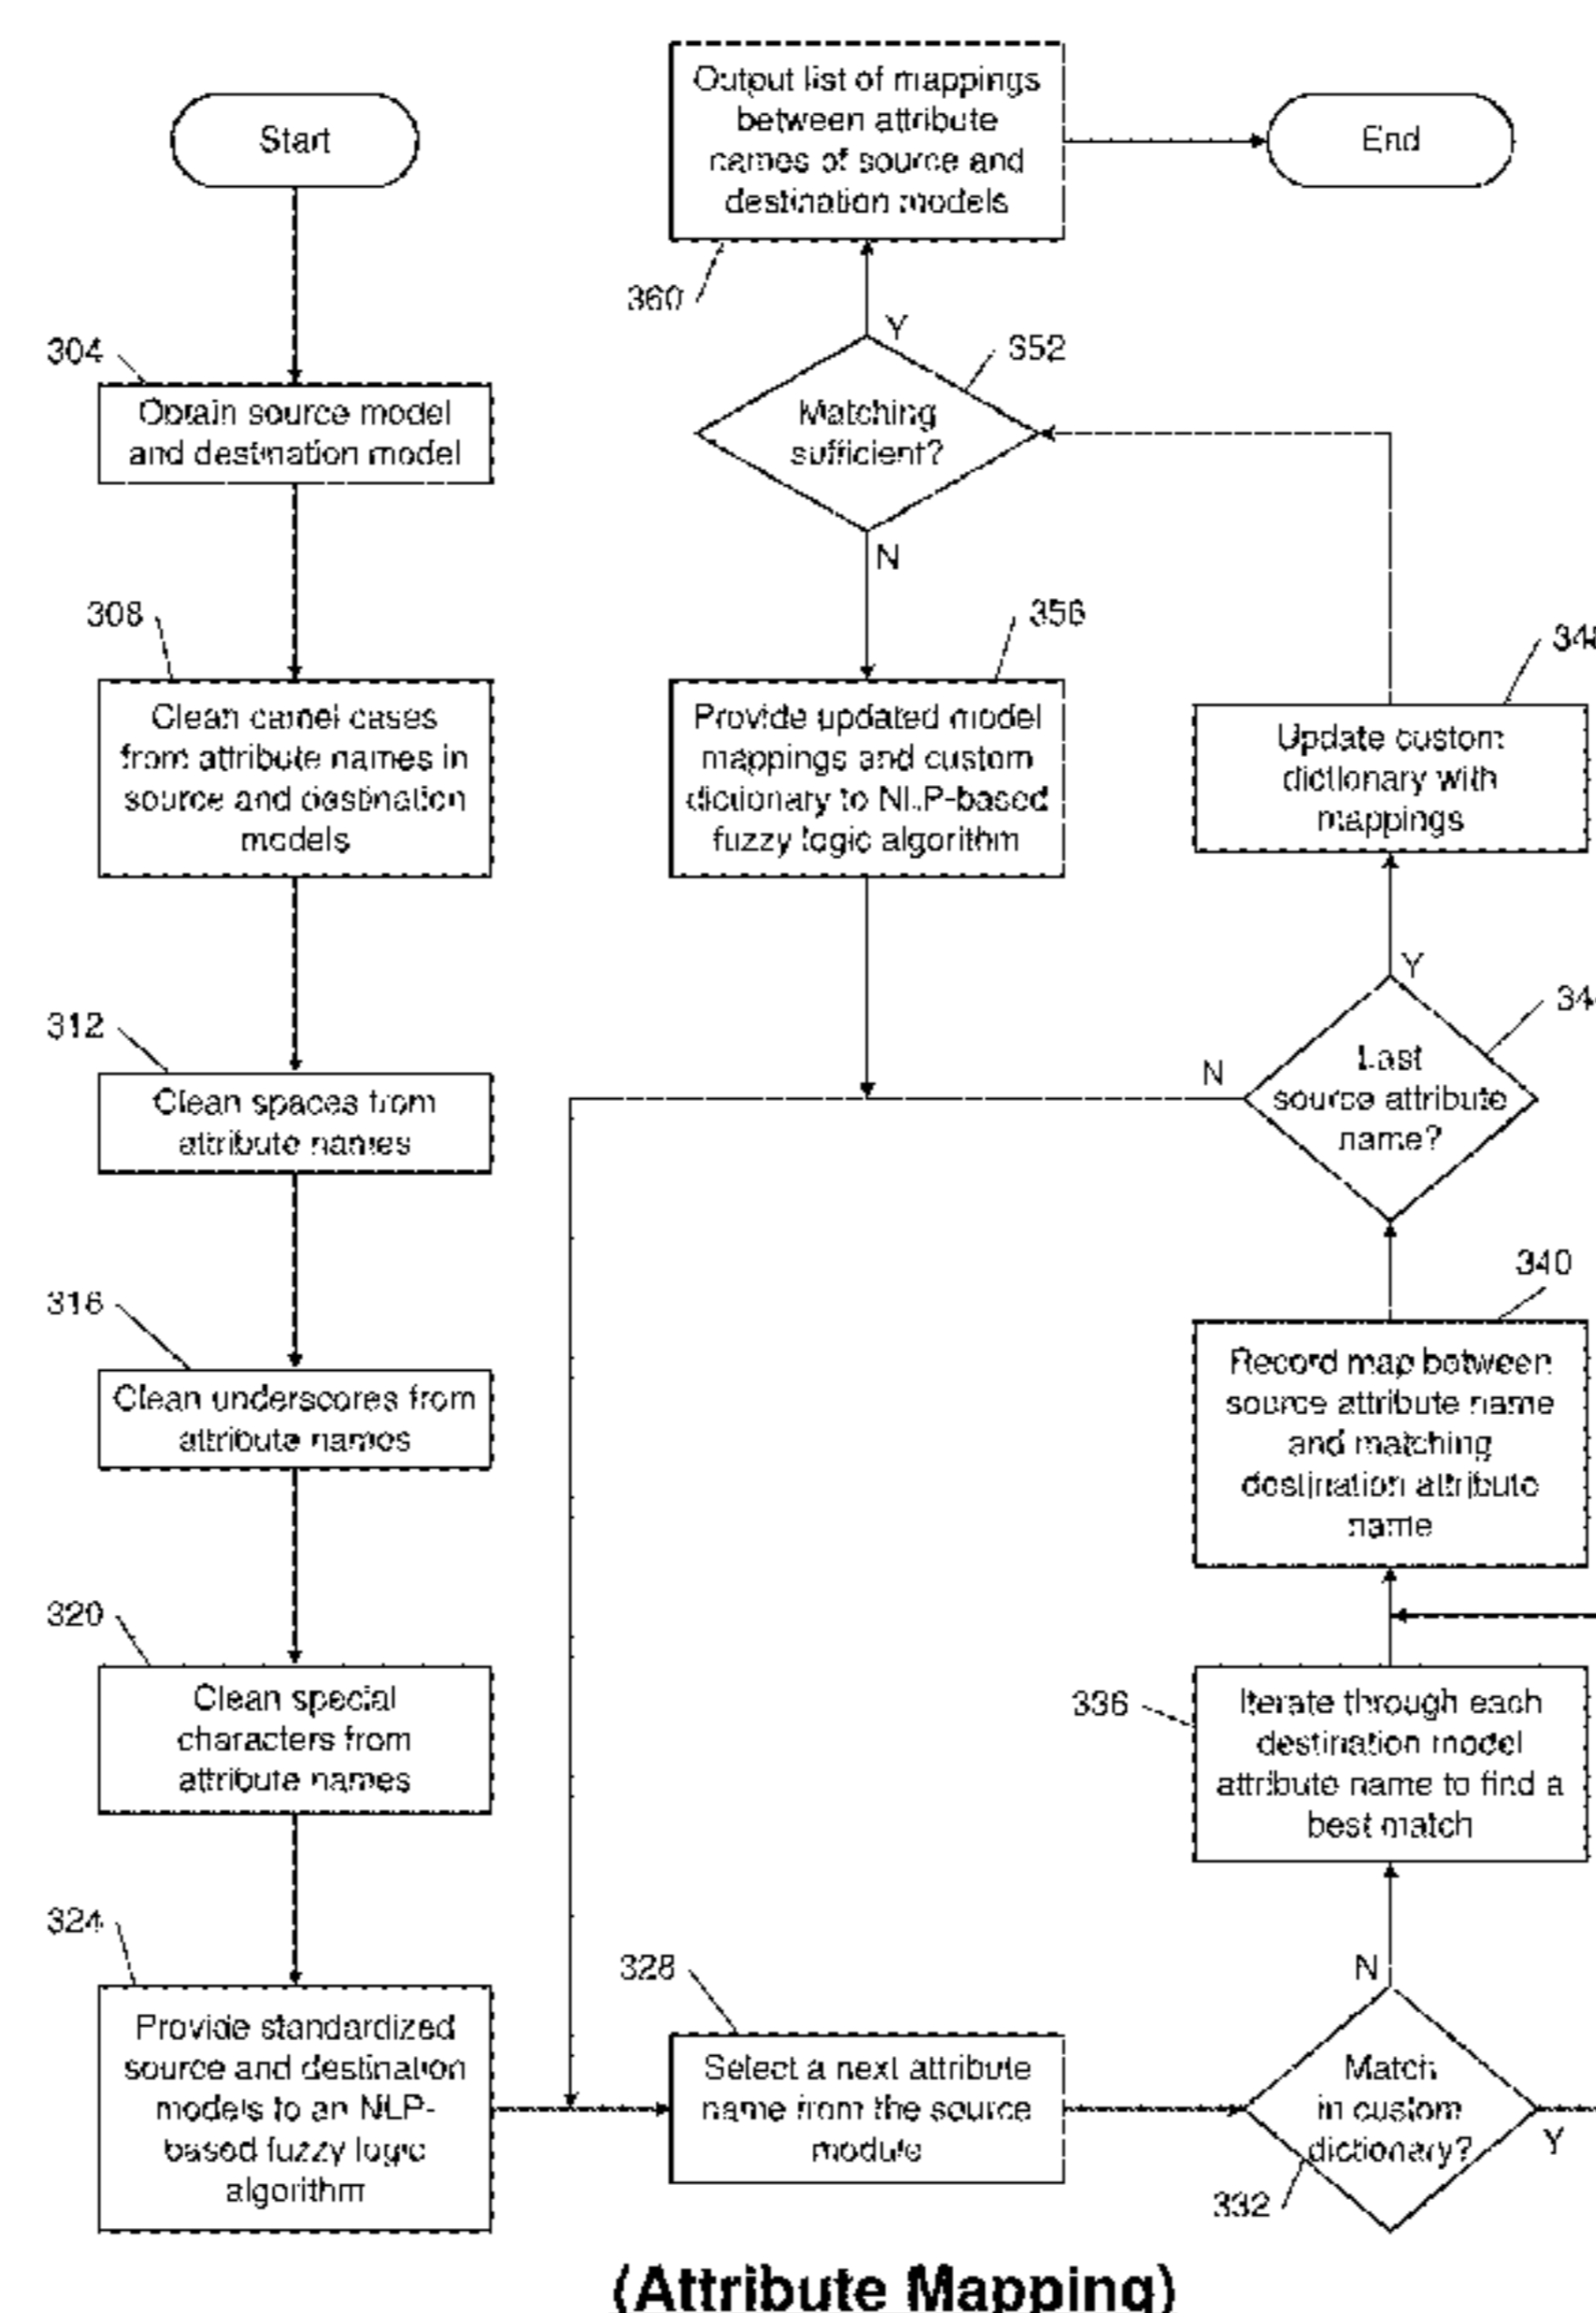 Start
304
Obtain source model
and destination model
308
Clean camel cases
from attribute names in
source and destination
models
312
Clean spaces from
attribute names
316
Clean underscores from
attribute names
320
Clean special
characters from
attribute names
324
Provide standardized
source and destination
models to an NLP-
based fuzzy logic
algorithm
328
Select a next attribute
name from the source
module
Match
in custom
dictionary?
332
Y
N
336
Iterate through each
destination model
attribute name to find a
best match
340
Record map between
source attribute name
and matching
destination attribute
name
Last
source attribute
name?
N
Y
Update custom
dictionary with
mappings
352
Matching
sufficient?
Y
N
356
Provide updated model
mappings and custom
dictionary to NLP-based
fuzzy logic algorithm
360
Output list of mappings
between attribute
names of source and
destination models
End
(Attribute Mapping)